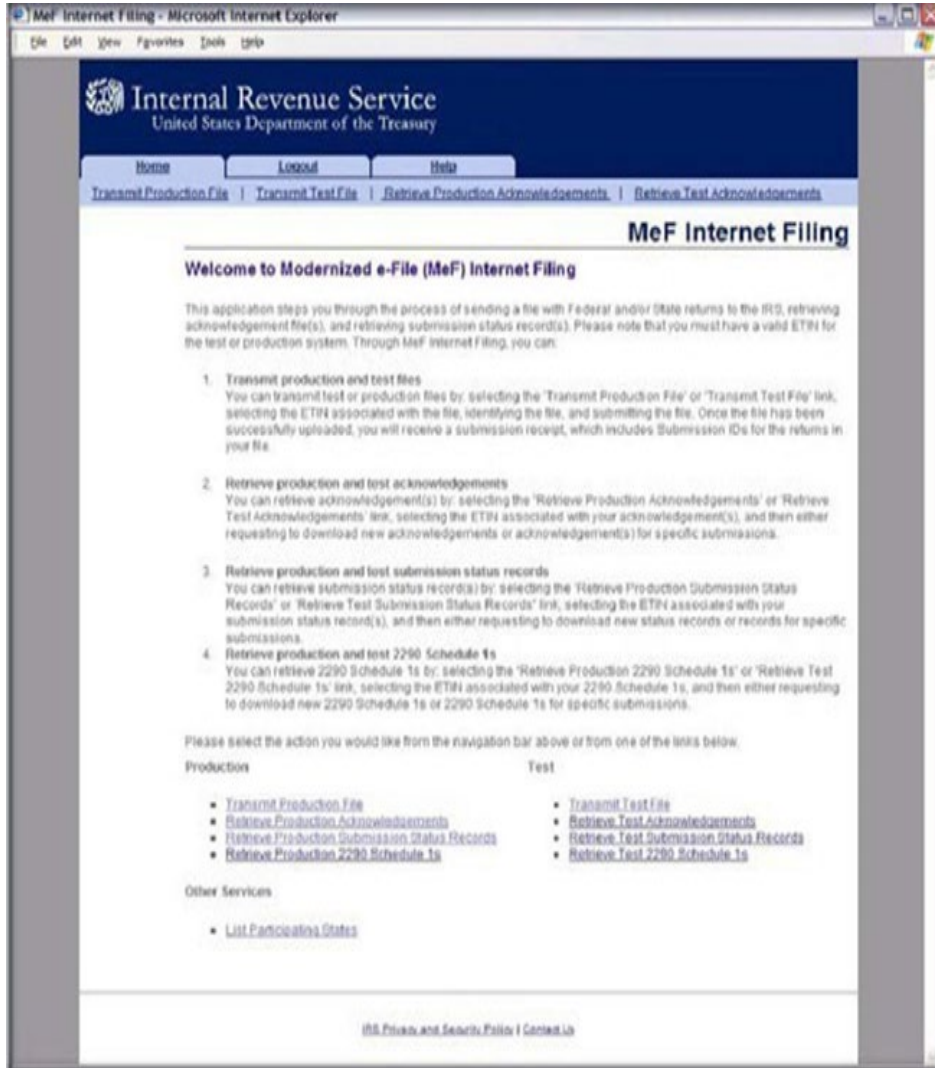 MeF Internet Filing - Microsoft Internet Explorer
File Edit View Favorites Tools Help
Internal Revenue Service
United States Department of the Treasury
Home Logout Help
Transmit Production File | Transmit Test File | Retrieve Production Acknowledgements | Retrieve Test Acknowledgements
MeF Internet Filing
Welcome to Modernized e-File (MeF) Internet Filing
This application steps you through the process of sending a file with Federal and/or State returns to the IRS, retrieving
acknowledgement file(s), and retrieving submission status record(s). Please note that you must have a valid ETIN for
the test or production system. Through MeF Internet Filing, you can:
1. Transmit production and test files
You can transmit test or production files by: selecting the 'Transmit Production File' or 'Transmit Test File' link,
selecting the ETIN associated with the file, identifying the file, and submitting the file. Once the file has been
successfully uploaded, you will receive a submission receipt, which includes Submission IDs for the returns in
your file.
2. Retrieve production and test acknowledgements
You can retrieve acknowledgement(s) by: selecting the 'Retrieve Production Acknowledgements' or 'Retrieve
Test Acknowledgements' link, selecting the ETIN associated with your acknowledgement(s), and then either
requesting to download new acknowledgements or acknowledgement(s) for specific submissions.
3. Retrieve production and test submission status records
You can retrieve submission status record(s) by: selecting the 'Retrieve Production Submission Status
Records' or 'Retrieve Test Submission Status Records' link, selecting the ETIN associated with your
submission status record(s), and then either requesting to download new status records or records for specific
submissions.
4. Retrieve production and test 2290 Schedule 1s
You can retrieve 2290 Schedule 1s by: selecting the 'Retrieve Production 2290 Schedule 1s' or 'Retrieve Test
2290 Schedule 1s' link, selecting the ETIN associated with your 2290 Schedule 1s, and then either requesting
to download new 2290 Schedule 1s or 2290 Schedule 1s for specific submissions.
Please select the action you would like from the navigation bar above or from one of the links below.
Production Test
Transmit Production File Transmit Test File
Retrieve Production Acknowledgements Retrieve Test Acknowledgements
Retrieve Production Submission Status Records Retrieve Test Submission Status Records
Retrieve Production 2290 Schedule 1s Retrieve Test 2290 Schedule 1s
Other Services
List Participating States
IRS Privacy and Security Policy | Contact Us